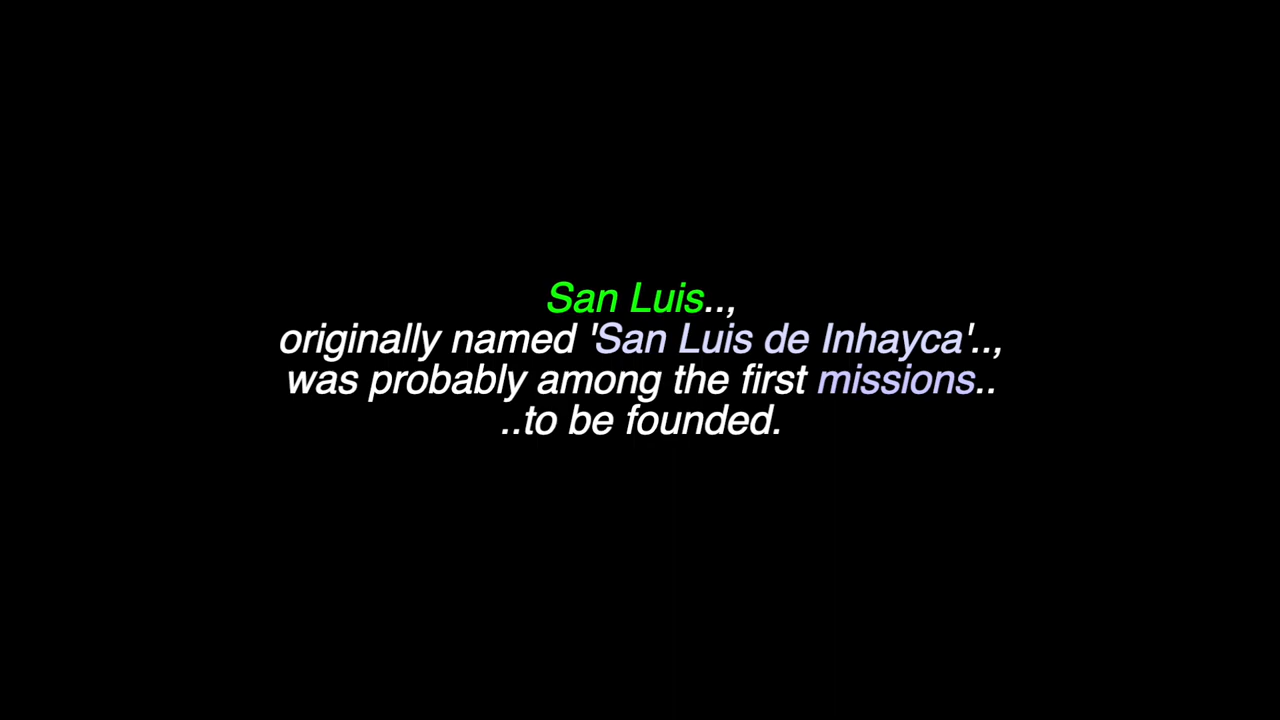 San Luis..,
originally named 'San Luis de Inhayca'..,
was probably among the first missions..
..to be founded.